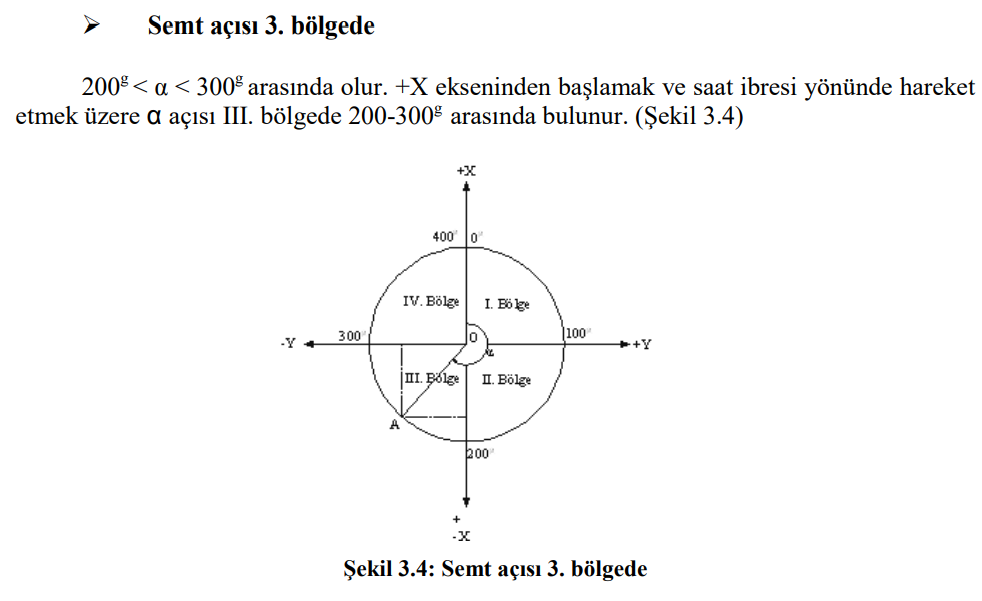 ➤ Semt açısı 3. bölgede
200ᵍ < α < 300ᵍ arasında olur. +X ekseninden başlamak ve saat ibresi yönünde hareket
etmek üzere α açısı III. bölgede 200-300ᵍ arasında bulunur. (Şekil 3.4)
+X
400ᵍ 0ᵍ
IV. Bölge I. Bölge
300ᵍ O 100ᵍ
-Y +Y
α
III. Bölge II. Bölge
A
200ᵍ
+
-X
Şekil 3.4: Semt açısı 3. bölgede